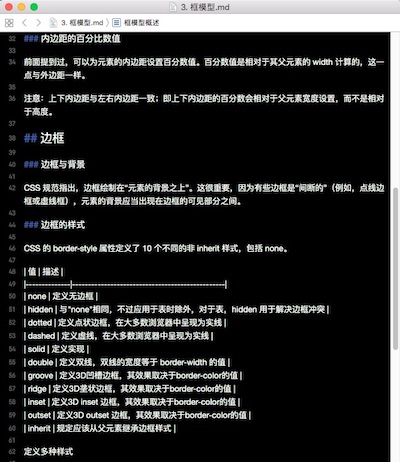 3. 框模型.md
3. 框模型.md 框模型概述
32 ### 内边距的百分比数值
33
34 前面提到过，可以为元素的内边距设置百分数值。百分数值是相对于其父元素的 width 计算的，这一
点与外边距一样。
35
36 注意：上下内边距与左右内边距一致；即上下内边距的百分数会相对于父元素宽度设置，而不是相对
于高度。
37
38 ## 边框
39
40 ### 边框与背景
41
42 CSS 规范指出，边框绘制在“元素的背景之上”。这很重要，因为有些边框是“间断的”（例如，点线边
框或虚线框），元素的背景应当出现在边框的可见部分之间。
43
44 ### 边框的样式
45
46 CSS 的 border-style 属性定义了 10 个不同的非 inherit 样式，包括 none。
47
48 | 值 | 描述 |
49 |------------|------------------------------------------|
50 | none | 定义无边框 |
51 | hidden | 与“none”相同，不过应用于表时除外，对于表，hidden 用于解决边框冲突 |
52 | dotted | 定义点状边框，在大多数浏览器中呈现为实线 |
53 | dashed | 定义虚线，在大多数浏览器中呈现为实线 |
54 | solid | 定义实现 |
55 | double | 定义双线，双线的宽度等于 border-width 的值 |
56 | groove | 定义3D凹槽边框，其效果取决于border-color的值 |
57 | ridge | 定义3D垄状边框，其效果取决于border-color的值 |
58 | inset | 定义3D inset 边框，其效果取决于border-color的值 |
59 | outset | 定义3D outset 边框，其效果取决于border-color的值 |
60 | inherit | 规定应该从父元素继承边框样式 |
61
62 定义多种样式